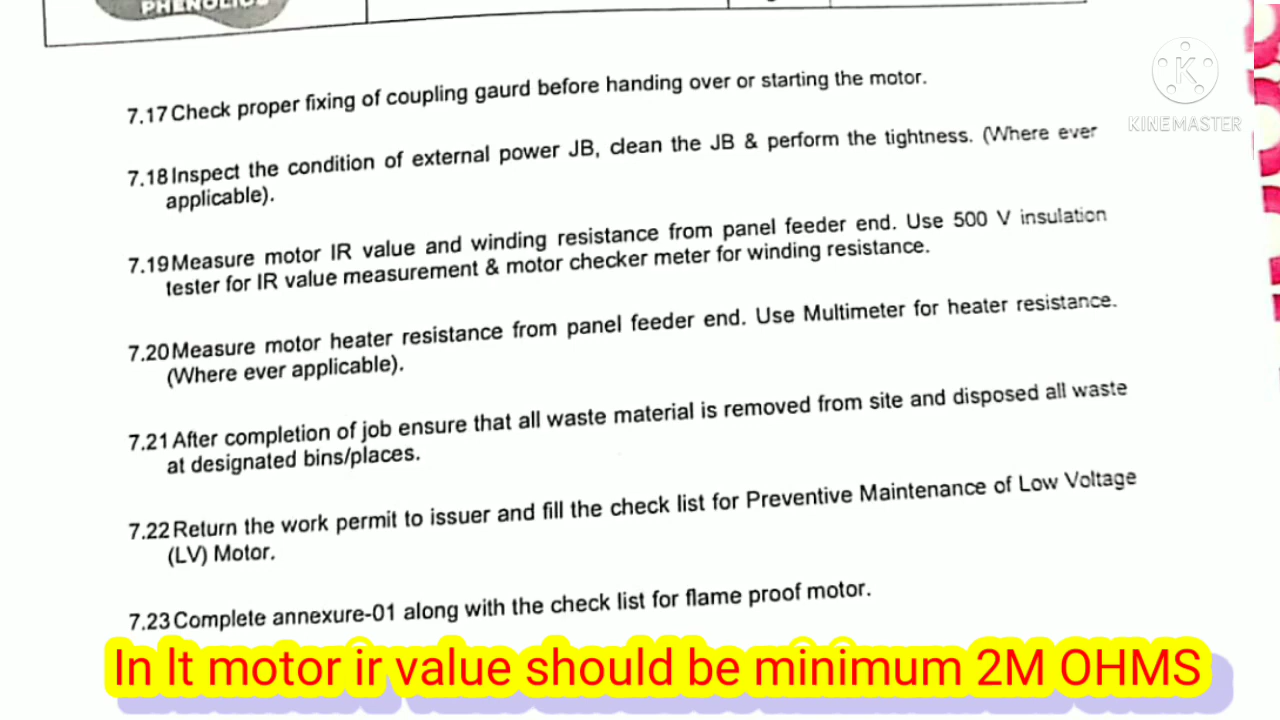 PHENOLICS
KINEMASTER
7.17 Check proper fixing of coupling gaurd before handing over or starting the motor.
7.18 Inspect the condition of external power JB, clean the JB & perform the tightness. (Where ever
applicable).
7.19 Measure motor IR value and winding resistance from panel feeder end. Use 500 V insulation
tester for IR value measurement & motor checker meter for winding resistance.
7.20 Measure motor heater resistance from panel feeder end. Use Multimeter for heater resistance.
(Where ever applicable).
7.21 After completion of job ensure that all waste material is removed from site and disposed all waste
at designated bins/places.
7.22 Return the work permit to issuer and fill the check list for Preventive Maintenance of Low Voltage
(LV) Motor.
7.23 Complete annexure-01 along with the check list for flame proof motor.
In lt motor ir value should be minimum 2M OHMS